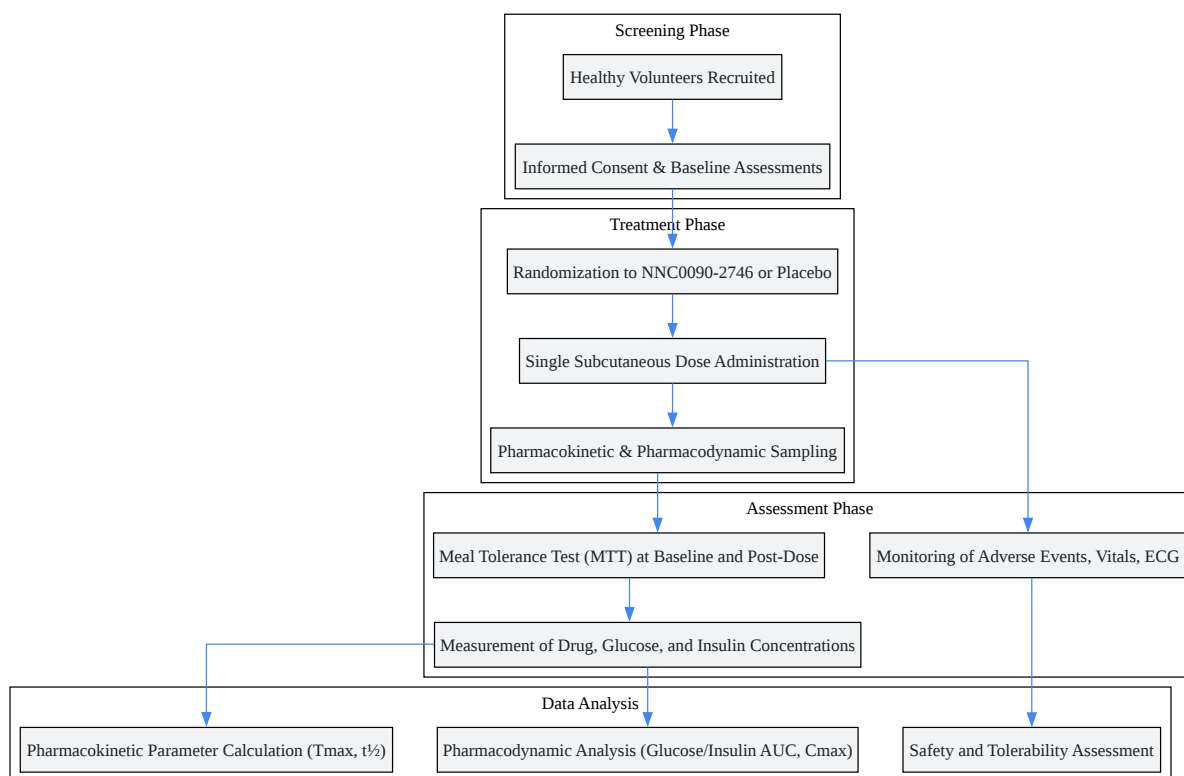 Screening Phase
Healthy Volunteers Recruited
Informed Consent & Baseline Assessments
Treatment Phase
Randomization to NNC0090-2746 or Placebo
Single Subcutaneous Dose Administration
Pharmacokinetic & Pharmacodynamic Sampling
Assessment Phase
Meal Tolerance Test (MTT) at Baseline and Post-Dose
Monitoring of Adverse Events, Vitals, ECG
Measurement of Drug, Glucose, and Insulin Concentrations
Data Analysis
Pharmacokinetic Parameter Calculation (Tmax, t½)
Pharmacodynamic Analysis (Glucose/Insulin AUC, Cmax)
Safety and Tolerability Assessment